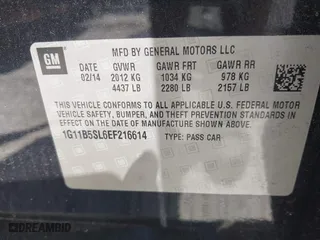 GM
MFD BY GENERAL MOTORS LLC
DATE GVWR GAWR FRT GAWR RR
02/14 2012 KG 1034 KG 978 KG
4437 LB 2280 LB 2157 LB
THIS VEHICLE CONFORMS TO ALL APPLICABLE U.S. FEDERAL MOTOR
VEHICLE SAFETY, BUMPER, AND THEFT PREVENTION STANDARDS
IN EFFECT ON THE DATE OF MANUFACTURE SHOWN ABOVE.
1G11B5SL6EF216614 TYPE: PASS CAR
DREAMBID